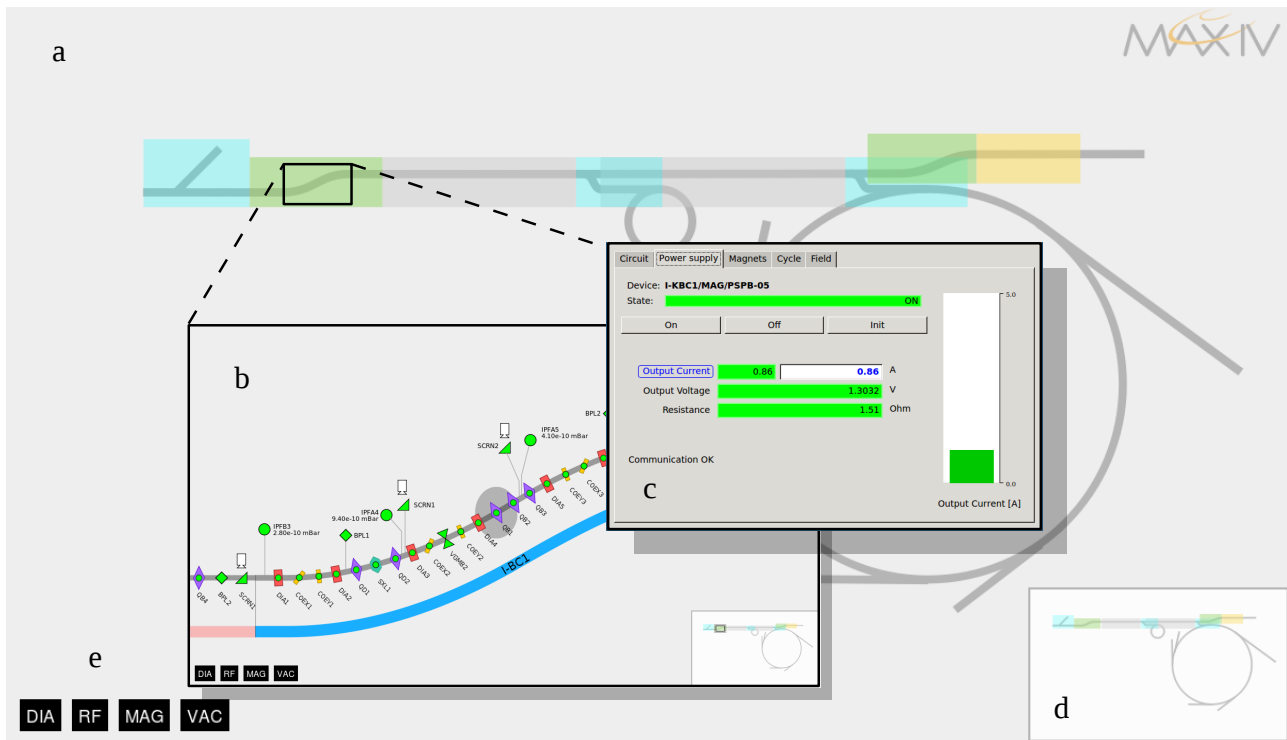 a
MAX IV
Circuit Power supply Magnets Cycle Field
Device: I-KBC1/MAG/PSPB-05
State: ON
On Off Init
Output Current 0.86 0.86 A
Output Voltage 1.3032 V
Resistance 1.51 Ohm
Communication OK
c
5.0
0.0
Output Current [A]
b
BPL2
IPFA5
4.10e-10 mBar
SCRN2
SCRN1
IPFA4
9.40e-10 mBar
IPFB3
2.80e-10 mBar
BPL1
SCRN1
QB4
BPL2
DIA1
COEX1
COEY1
DIA2
QD1
SXL1
QD2
DIA3
COEX2
VGMB2
COEY2
DIA4
QB1
QB2
QB3
DIA5
COEY3
COEX3
I-BC1
DIA RF MAG VAC
e
DIA RF MAG VAC
d